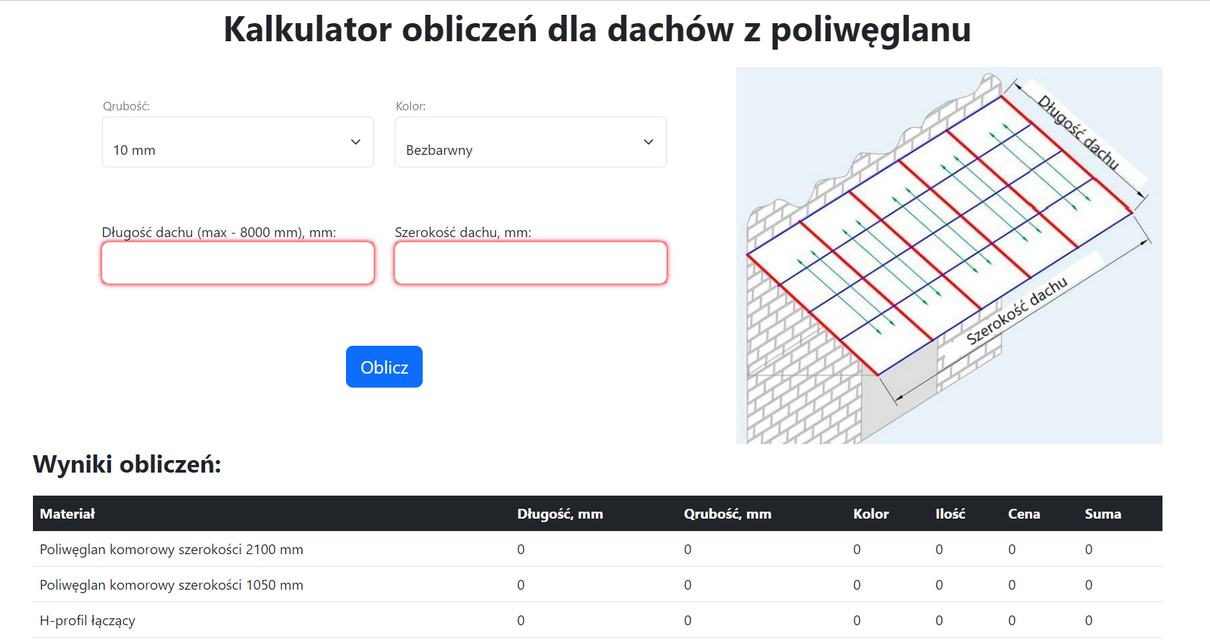 Kalkulator obliczeń dla dachów z poliwęglanu
Qrubość: Kolor:
10 mm Bezbarwny
Długość dachu (max - 8000 mm), mm: Szerokość dachu, mm:
Oblicz
Długość dachu
Szerokość dachu
Wyniki obliczeń:
Materiał Długość, mm Qrubość, mm Kolor Ilość Cena Suma
Poliwęglan komorowy szerokości 2100 mm 0 0 0 0 0 0
Poliwęglan komorowy szerokości 1050 mm 0 0 0 0 0 0
H-profil łączący 0 0 0 0 0 0